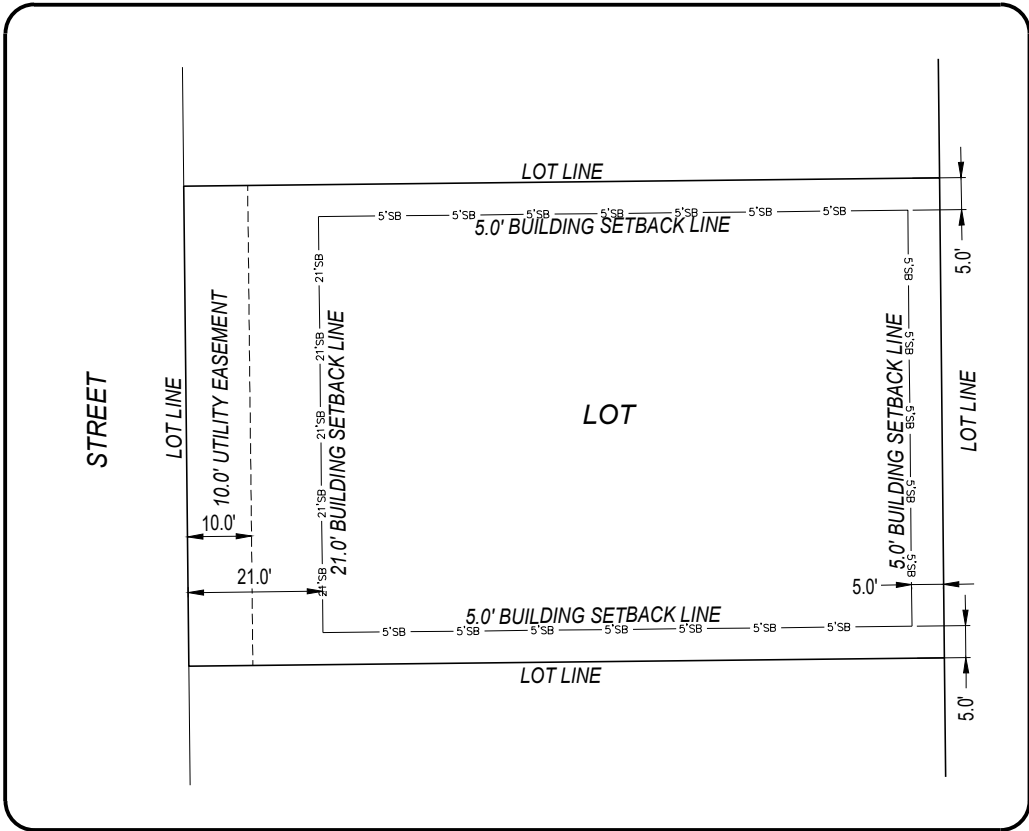 LOT LINE
5'SB 5'SB 5'SB 5'SB 5'SB 5'SB 5'SB
5.0' BUILDING SETBACK LINE
5.0'
STREET
LOT LINE
10.0' UTILITY EASEMENT
10.0'
21.0'
21'SB 21'SB 21'SB 21'SB 21'SB
21.0' BUILDING SETBACK LINE
LOT
5.0' BUILDING SETBACK LINE
5'SB 5'SB 5'SB 5'SB 5'SB
5.0'
LOT LINE
5.0' BUILDING SETBACK LINE
5'SB 5'SB 5'SB 5'SB 5'SB 5'SB 5'SB
LOT LINE
5.0'